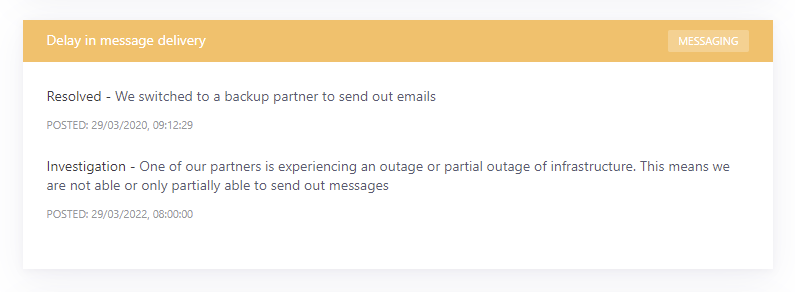 Delay in message delivery
MESSAGING
Resolved - We switched to a backup partner to send out emails
POSTED: 29/03/2020, 09:12:29
Investigation - One of our partners is experiencing an outage or partial outage of infrastructure. This means we
are not able or only partially able to send out messages
POSTED: 29/03/2022, 08:00:00